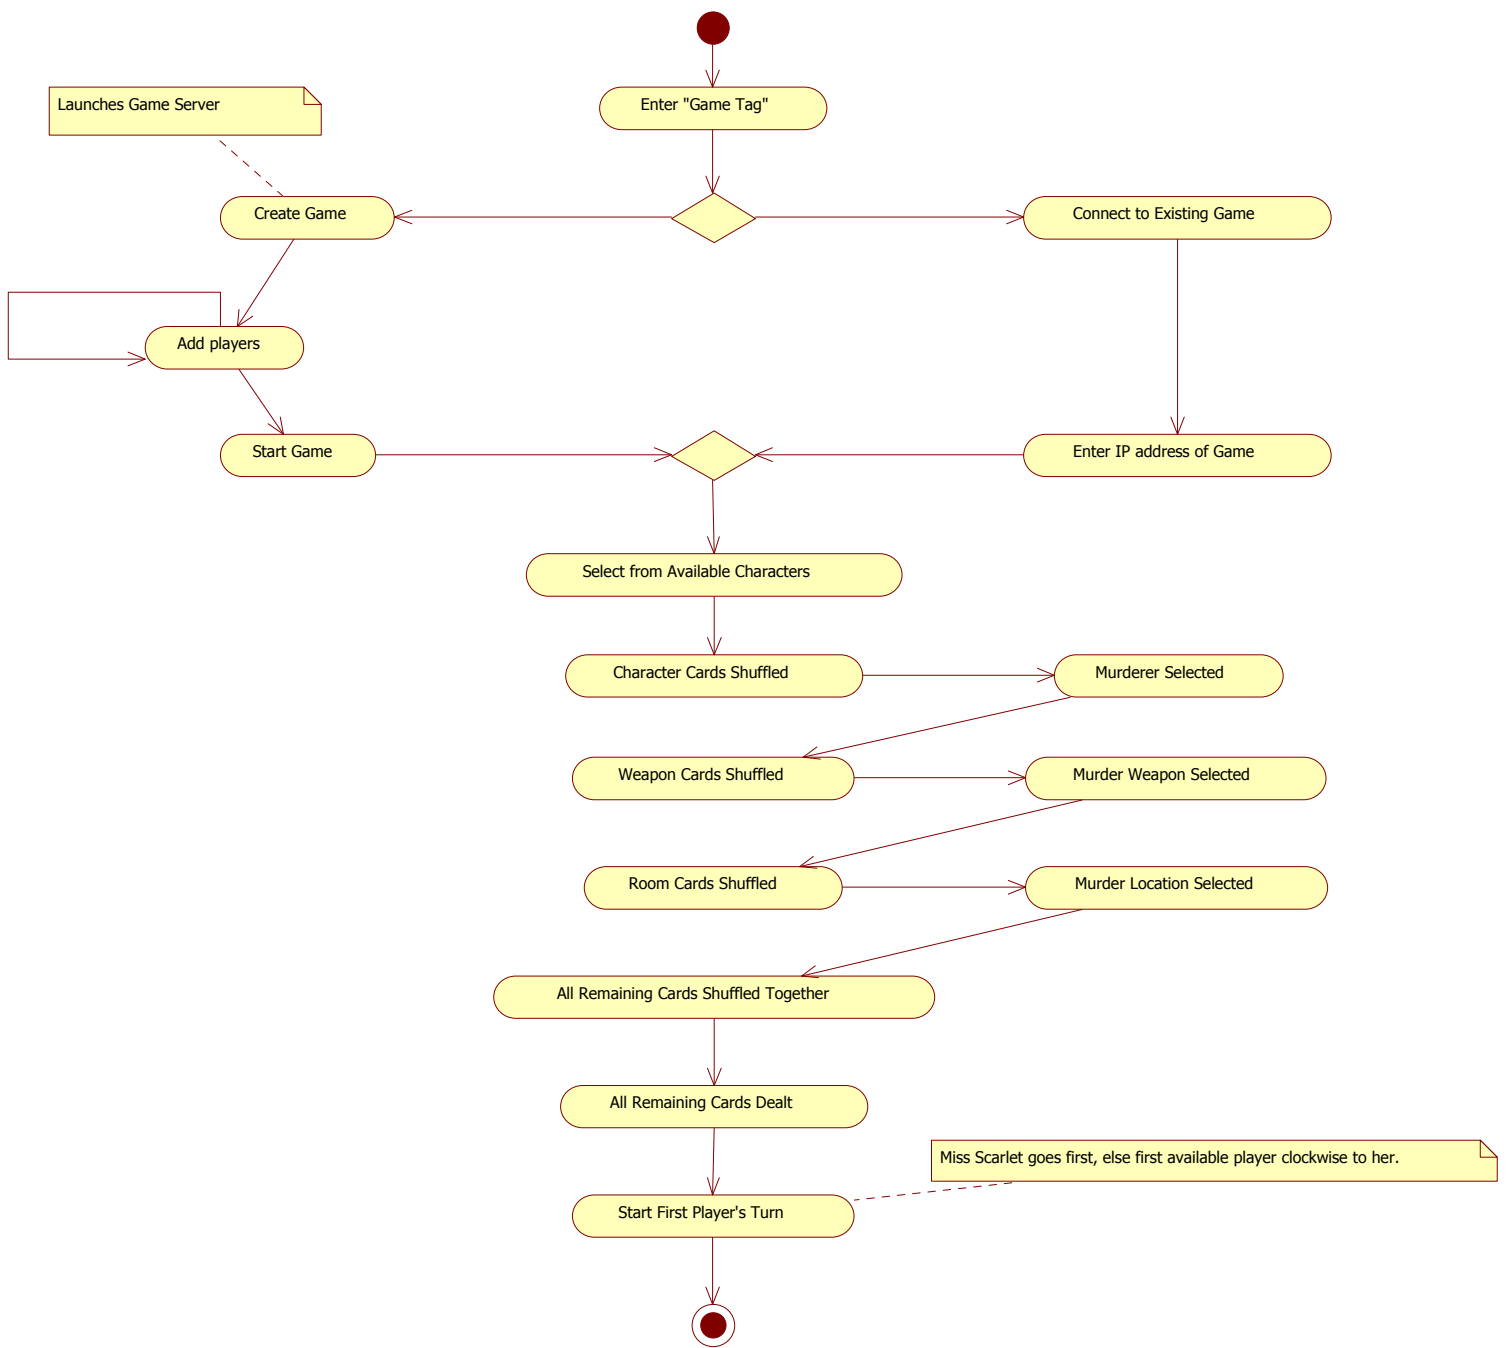 Launches Game Server
Enter "Game Tag"
Create Game
Connect to Existing Game
Add players
Start Game
Enter IP address of Game
Select from Available Characters
Character Cards Shuffled
Murderer Selected
Weapon Cards Shuffled
Murder Weapon Selected
Room Cards Shuffled
Murder Location Selected
All Remaining Cards Shuffled Together
All Remaining Cards Dealt
Miss Scarlet goes first, else first available player clockwise to her.
Start First Player's Turn